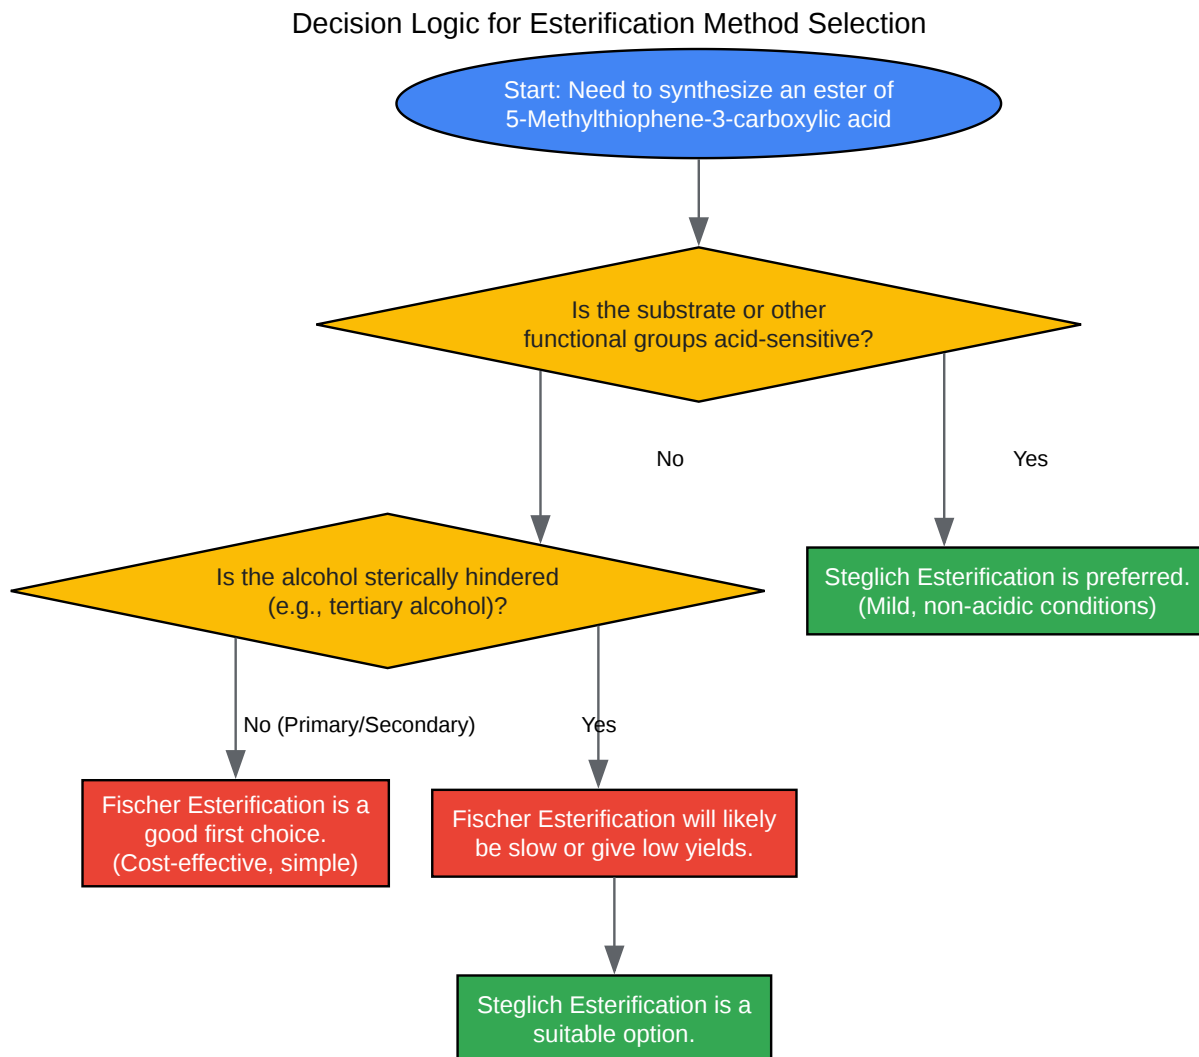 Decision Logic for Esterification Method Selection
Start: Need to synthesize an ester of
5-Methylthiophene-3-carboxylic acid
Is the substrate or other
functional groups acid-sensitive?
No
Yes
Is the alcohol sterically hindered
(e.g., tertiary alcohol)?
Steglich Esterification is preferred.
(Mild, non-acidic conditions)
No (Primary/Secondary)
Yes
Fischer Esterification is a
good first choice.
(Cost-effective, simple)
Fischer Esterification will likely
be slow or give low yields.
Steglich Esterification is a
suitable option.